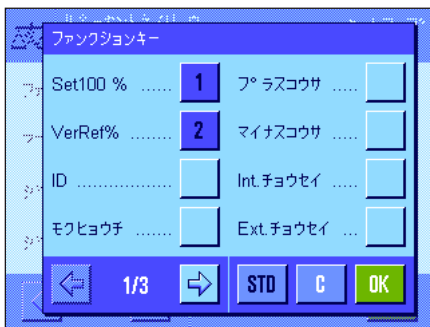 ファンクションキー
Set100 % ...... 1
プラスコウサ .....
VerRef% ........ 2
マイナスコウサ .....
ID .................
Int.チョウセイ .....
モクヒョウチ .......
Ext.チョウセイ ...
1/3 STD C OK